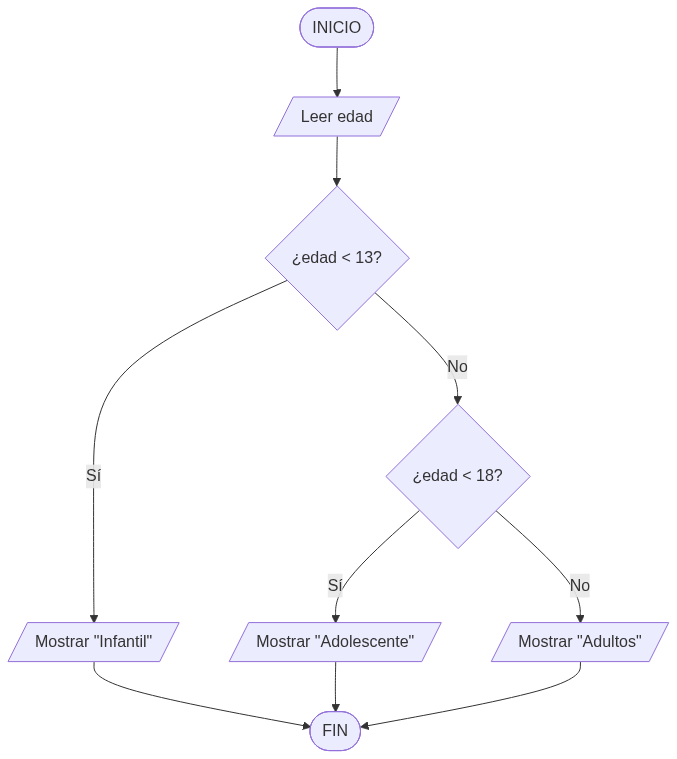 INICIO
Leer edad
¿edad < 13?
No
Sí
¿edad < 18?
Sí
No
Mostrar "Infantil"
Mostrar "Adolescente"
Mostrar "Adultos"
FIN